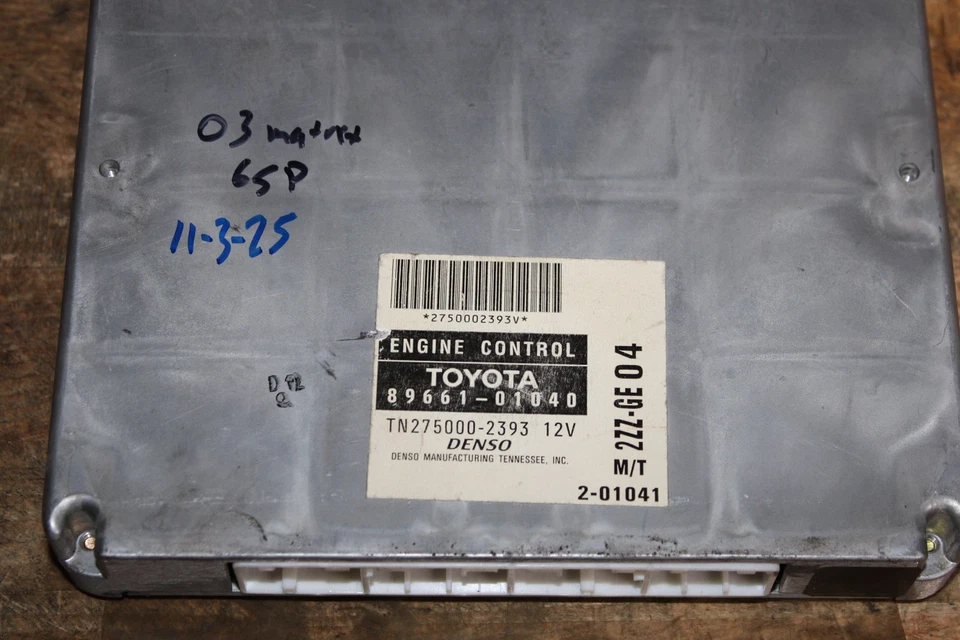 03 matrix
6SP
11-3-25
*2750002393V*
ENGINE CONTROL
TOYOTA
89661-01040
TN275000-2393 12V
DENSO
DENSO MANUFACTURING TENNESSEE, INC.
2ZZ-GE 04
M/T
2-01041